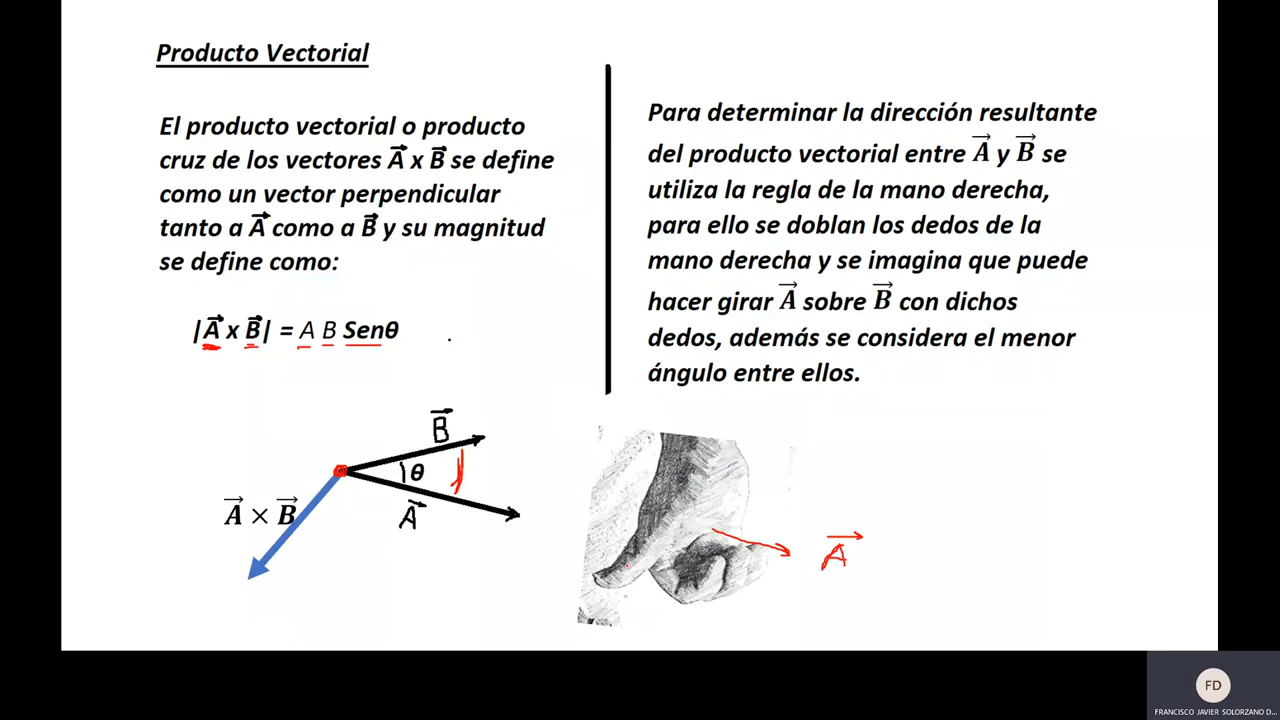 Producto Vectorial
El producto vectorial o producto
cruz de los vectores A⃗ x B⃗ se define
como un vector perpendicular
tanto a A⃗ como a B⃗ y su magnitud
se define como:
|A⃗ x B⃗| = A B Senθ
B⃗
θ
A⃗
A⃗ × B⃗
Para determinar la dirección resultante
del producto vectorial entre A⃗ y B⃗ se
utiliza la regla de la mano derecha,
para ello se doblan los dedos de la
mano derecha y se imagina que puede
hacer girar A⃗ sobre B⃗ con dichos
dedos, además se considera el menor
ángulo entre ellos.
A⃗
FD
FRANCISCO JAVIER SOLORZANO D...